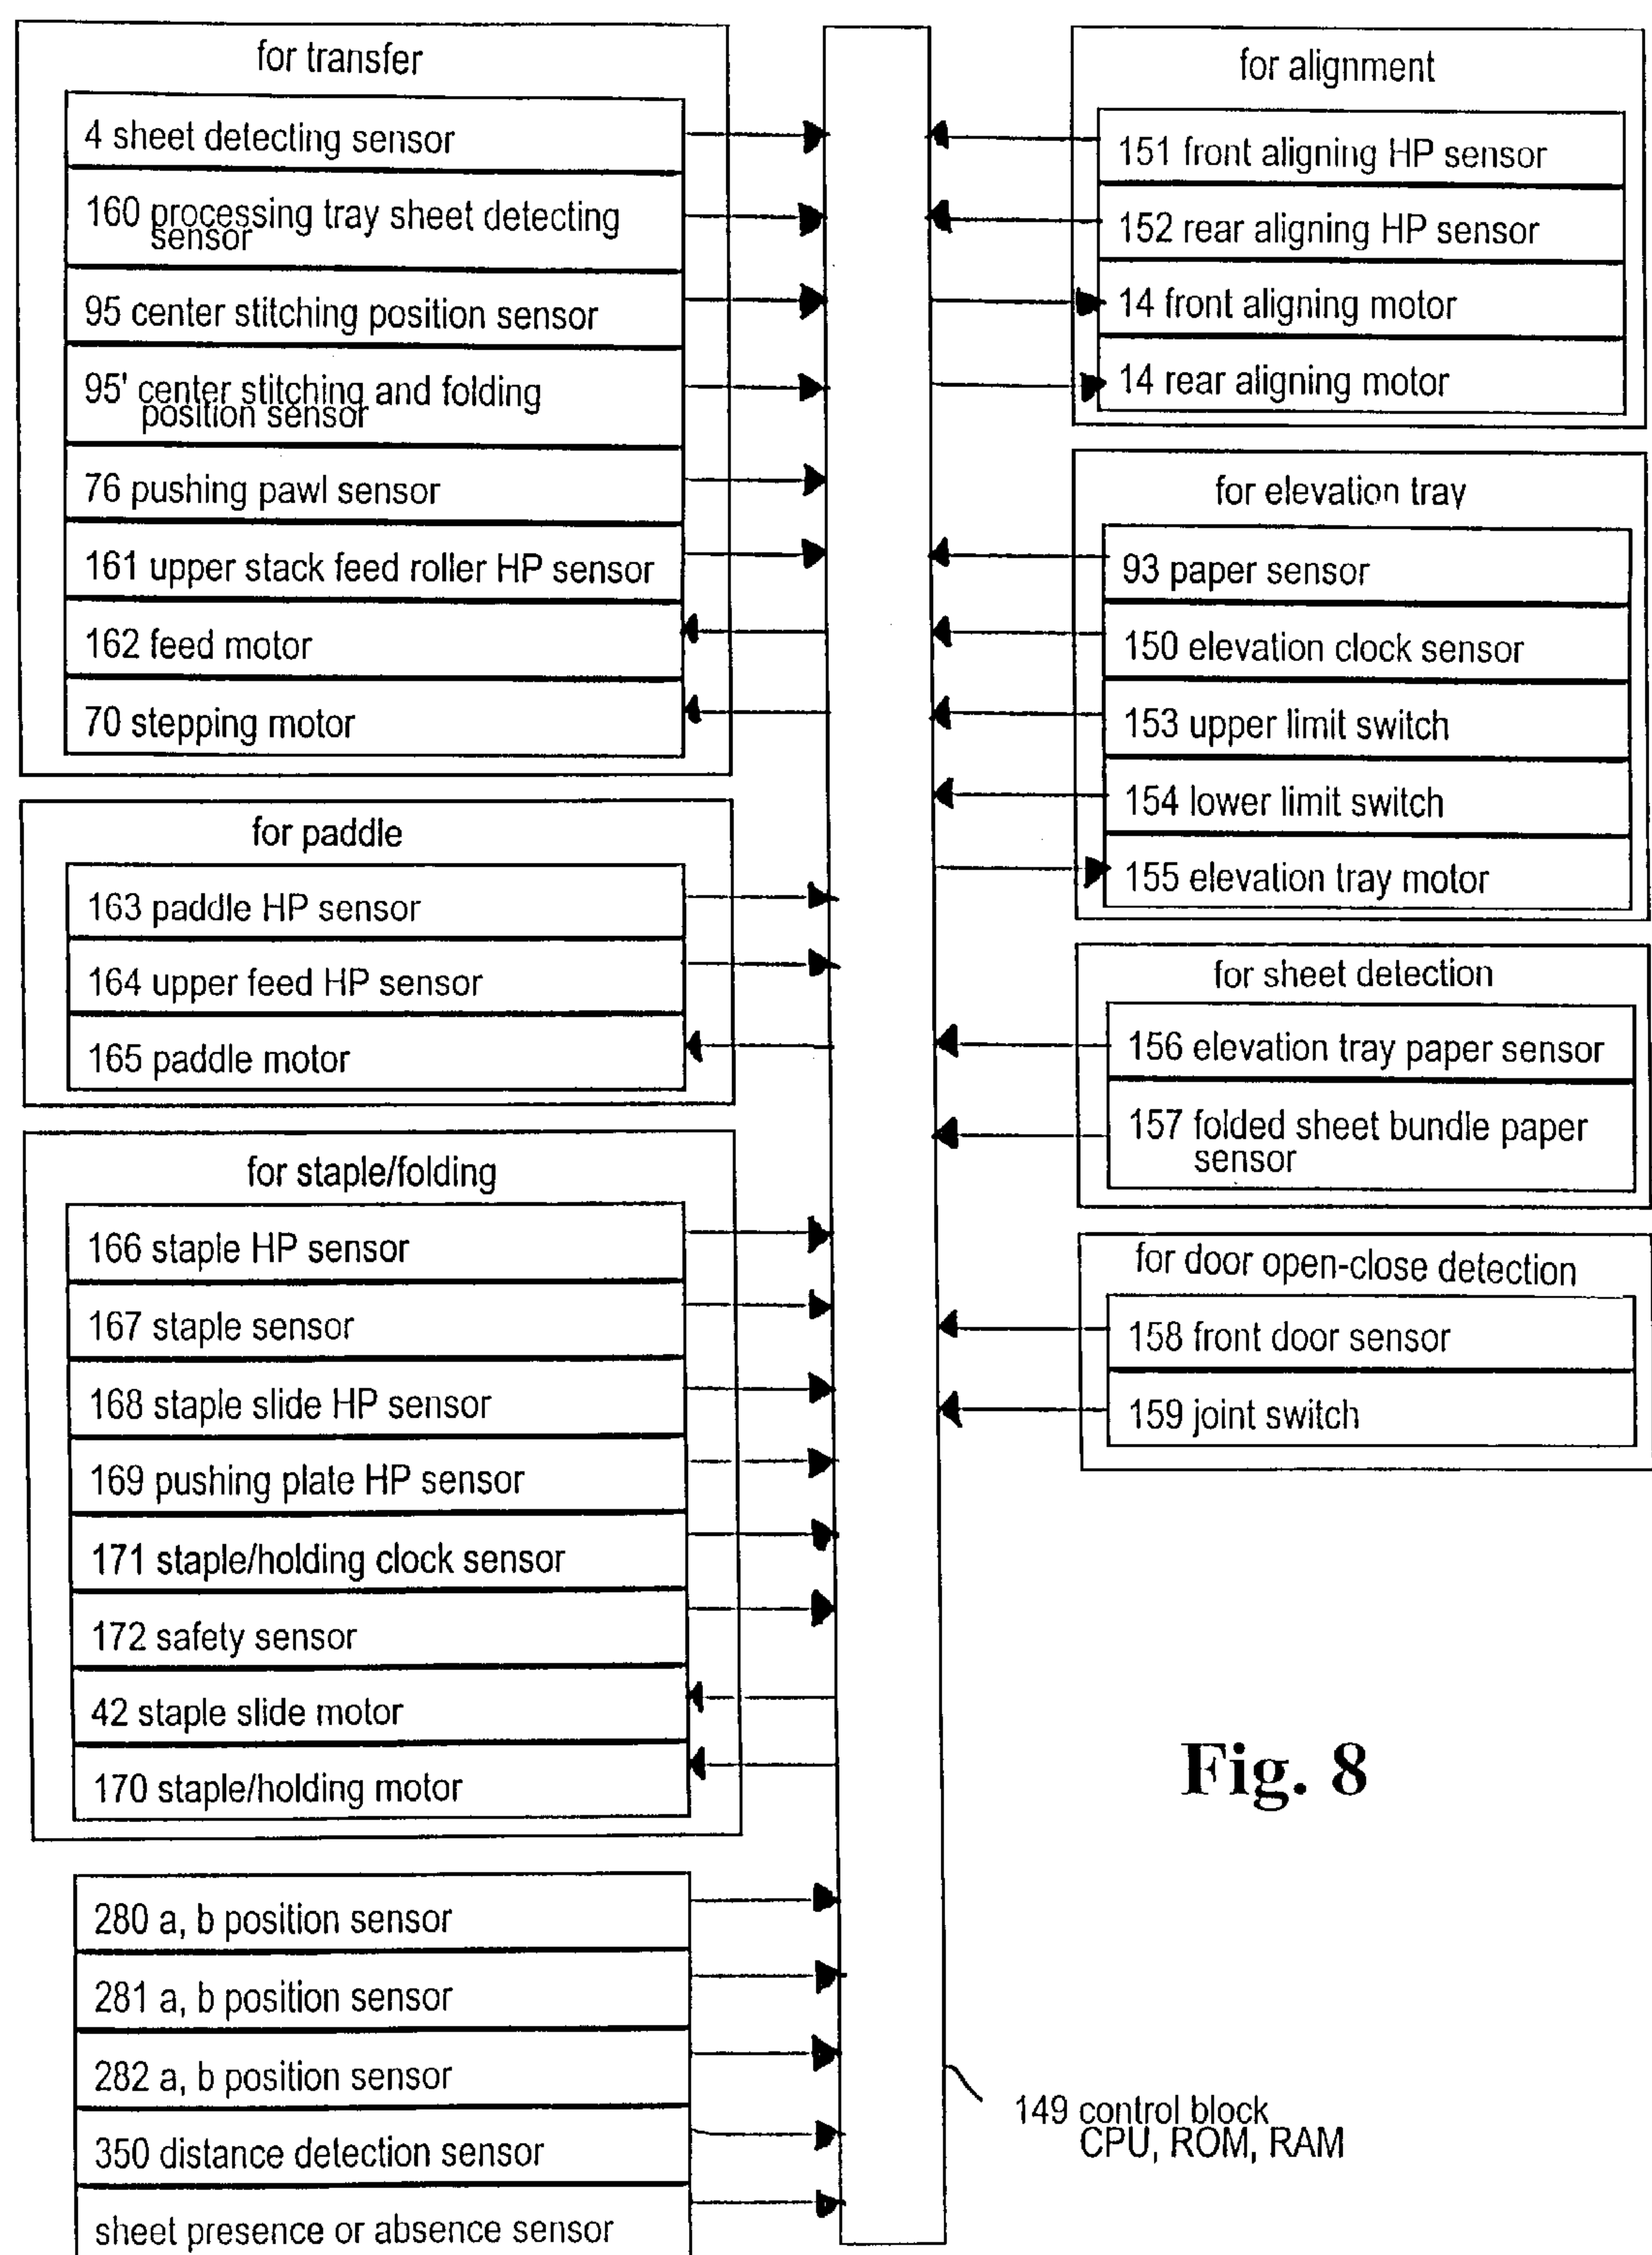 for transfer
4 sheet detecting sensor
160 processing tray sheet detecting
sensor
95 center stitching position sensor
95' center stitching and folding
position sensor
76 pushing pawl sensor
161 upper stack feed roller HP sensor
162 feed motor
70 stepping motor
for paddle
163 paddle HP sensor
164 upper feed HP sensor
165 paddle motor
for staple/folding
166 staple HP sensor
167 staple sensor
168 staple slide HP sensor
169 pushing plate HP sensor
171 staple/holding clock sensor
172 safety sensor
42 staple slide motor
170 staple/holding motor
280 a, b position sensor
281 a, b position sensor
282 a, b position sensor
350 distance detection sensor
sheet presence or absence sensor
for alignment
151 front aligning HP sensor
152 rear aligning HP sensor
14 front aligning motor
14 rear aligning motor
for elevation tray
93 paper sensor
150 elevation clock sensor
153 upper limit switch
154 lower limit switch
155 elevation tray motor
for sheet detection
156 elevation tray paper sensor
157 folded sheet bundle paper
sensor
for door open-close detection
158 front door sensor
159 joint switch
Fig. 8
149 control block
CPU, ROM, RAM